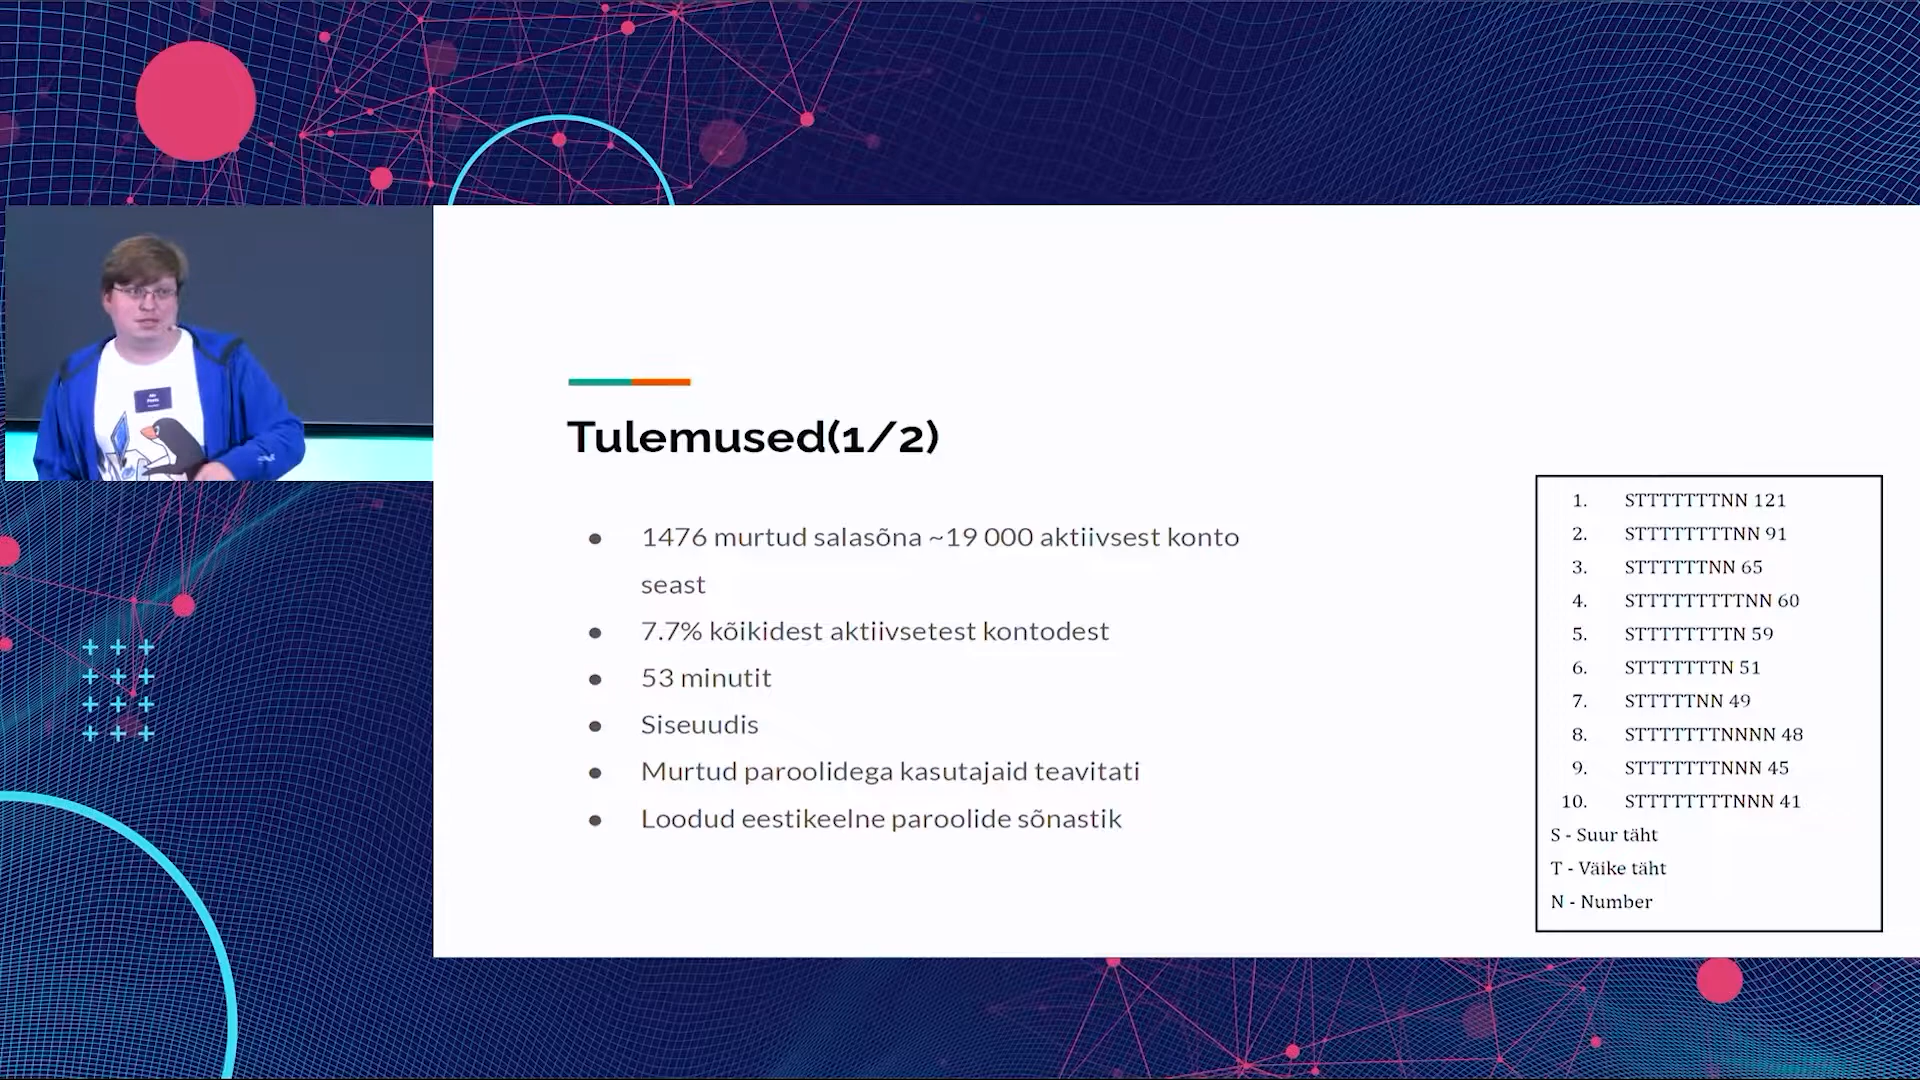 Tulemused(1/2)
1476 murtud salasõna ~19 000 aktiivsest konto
seast
7.7% kõikidest aktiivsetest kontodest
53 minutit
Siseuudis
Murtud paroolidega kasutajaid teavitati
Loodud eestikeelne paroolide sõnastik
1. STTTTTTTNN 121
2. STTTTTTTTNN 91
3. STTTTTTNN 65
4. STTTTTTTTTNN 60
5. STTTTTTTTN 59
6. STTTTTTTN 51
7. STTTTTNN 49
8. STTTTTTTNNNN 48
9. STTTTTTTNNN 45
10. STTTTTTTTNNN 41
S - Suur täht
T - Väike täht
N - Number